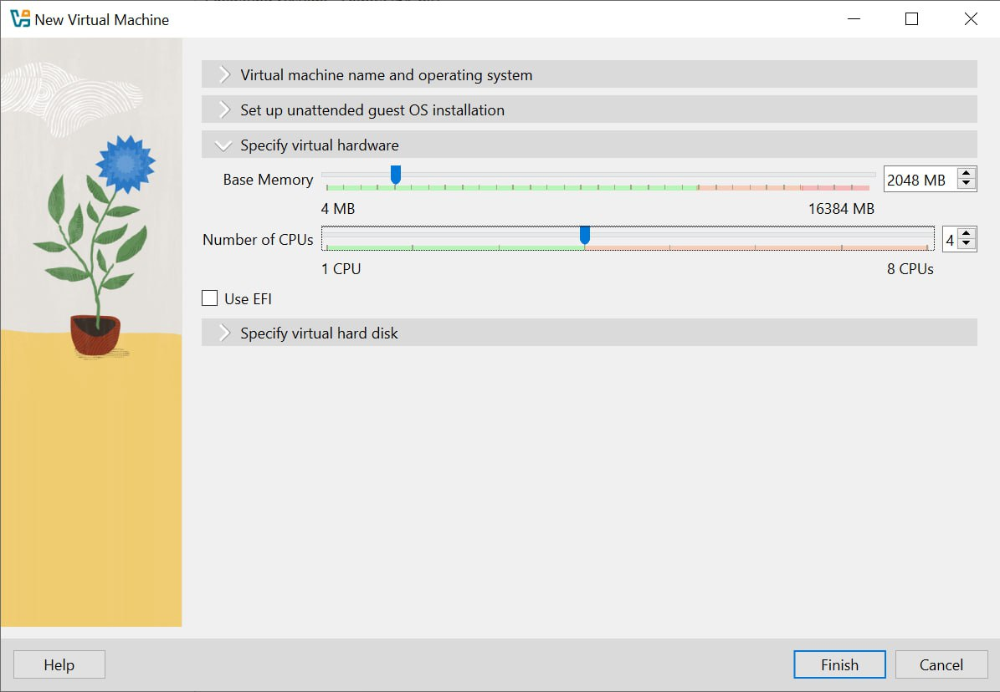 New Virtual Machine
Virtual machine name and operating system
Set up unattended guest OS installation
Specify virtual hardware
Base Memory 2048 MB
4 MB 16384 MB
Number of CPUs 4
1 CPU 8 CPUs
Use EFI
Specify virtual hard disk
Help Finish Cancel